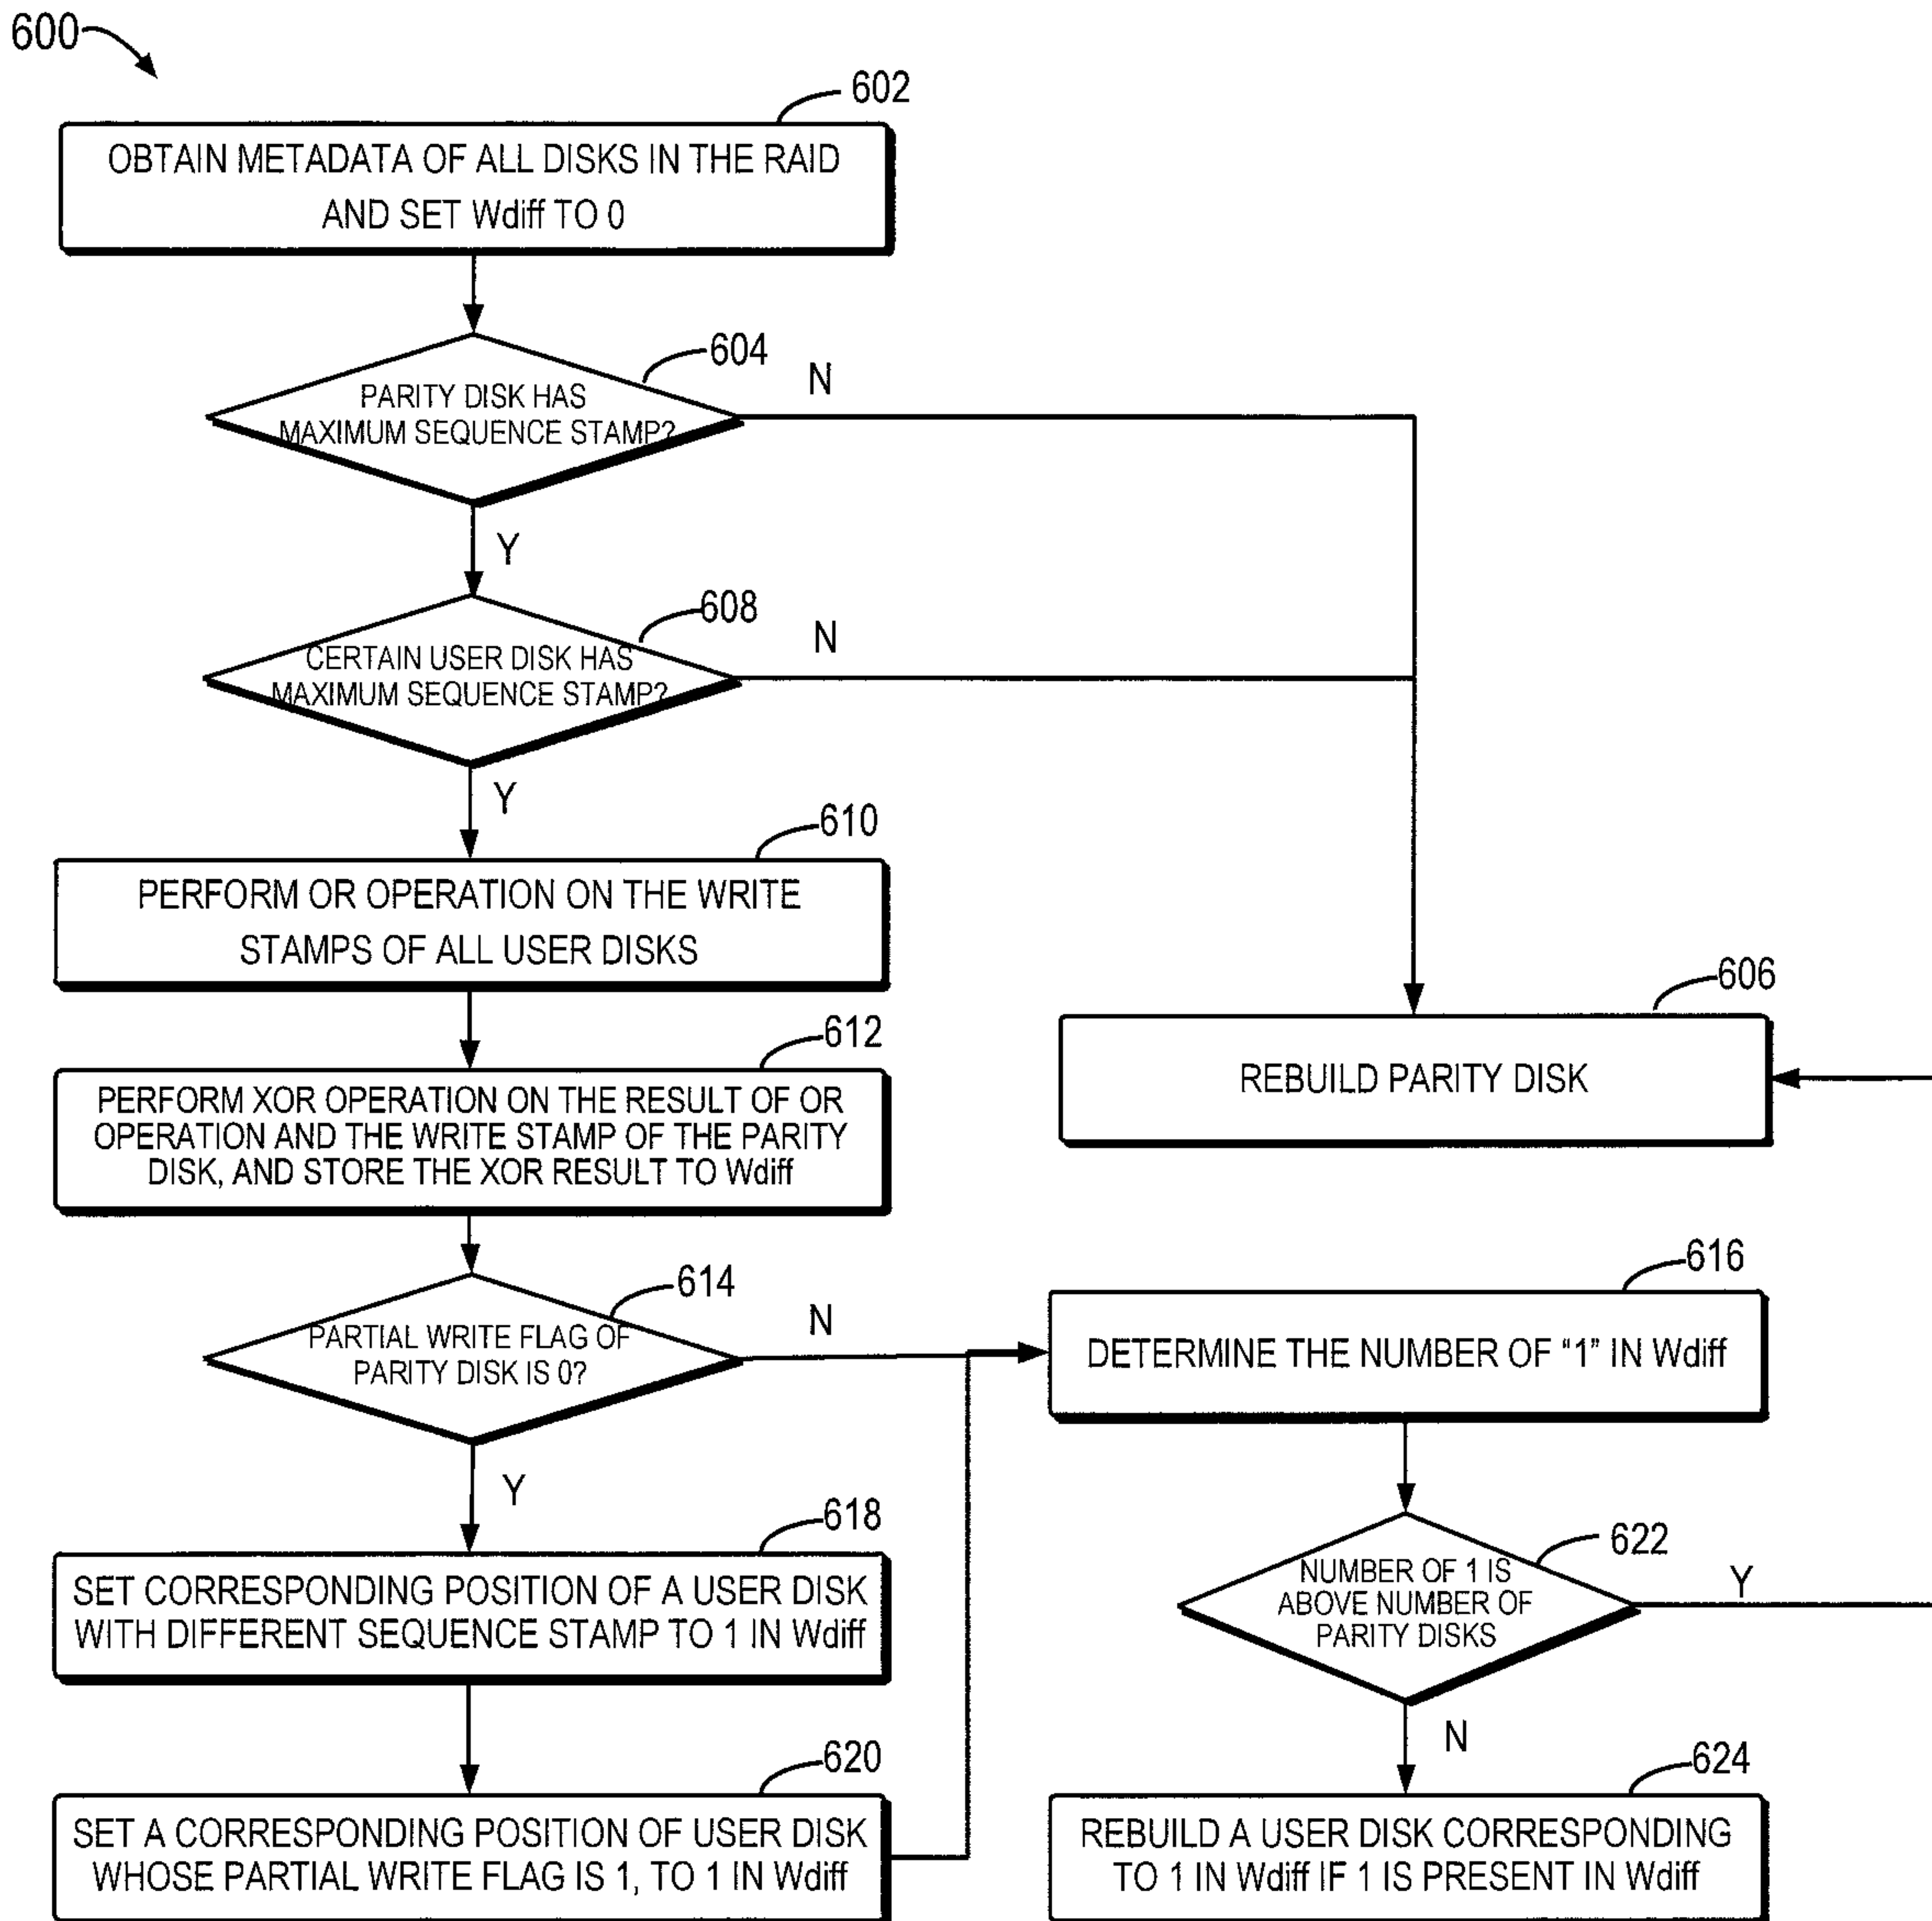 600
602
OBTAIN METADATA OF ALL DISKS IN THE RAID
AND SET Wdiff TO 0
604
PARITY DISK HAS
MAXIMUM SEQUENCE STAMP?
N
Y
608
CERTAIN USER DISK HAS
MAXIMUM SEQUENCE STAMP?
N
Y
610
PERFORM OR OPERATION ON THE WRITE
STAMPS OF ALL USER DISKS
606
REBUILD PARITY DISK
612
PERFORM XOR OPERATION ON THE RESULT OF OR
OPERATION AND THE WRITE STAMP OF THE PARITY
DISK, AND STORE THE XOR RESULT TO Wdiff
614
PARTIAL WRITE FLAG OF
PARITY DISK IS 0?
N
Y
616
DETERMINE THE NUMBER OF "1" IN Wdiff
618
SET CORRESPONDING POSITION OF A USER DISK
WITH DIFFERENT SEQUENCE STAMP TO 1 IN Wdiff
622
NUMBER OF 1 IS
ABOVE NUMBER OF
PARITY DISKS
Y
N
620
SET A CORRESPONDING POSITION OF USER DISK
WHOSE PARTIAL WRITE FLAG IS 1, TO 1 IN Wdiff
624
REBUILD A USER DISK CORRESPONDING
TO 1 IN Wdiff IF 1 IS PRESENT IN Wdiff